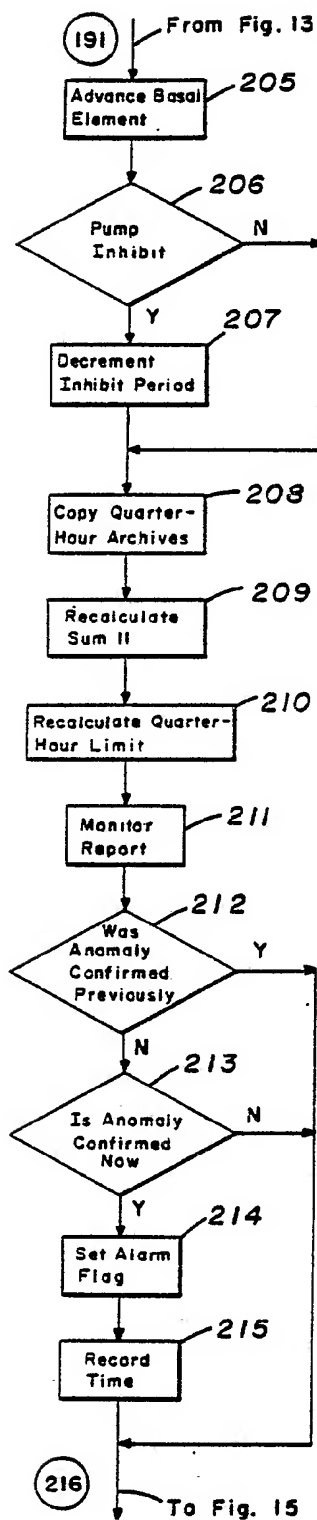 191
From Fig. 13
Advance Basal
Element
205
206
Pump
Inhibit
N
Y
207
Decrement
Inhibit Period
208
Copy Quarter-
Hour Archives
209
Recalculate
Sum II
210
Recalculate Quarter-
Hour Limit
211
Monitor
Report
212
Was
Anomaly
Confirmed
Previously
Y
N
213
Is Anomaly
Confirmed
Now
N
Y
214
Set Alarm
Flag
215
Record
Time
216
To Fig. 15